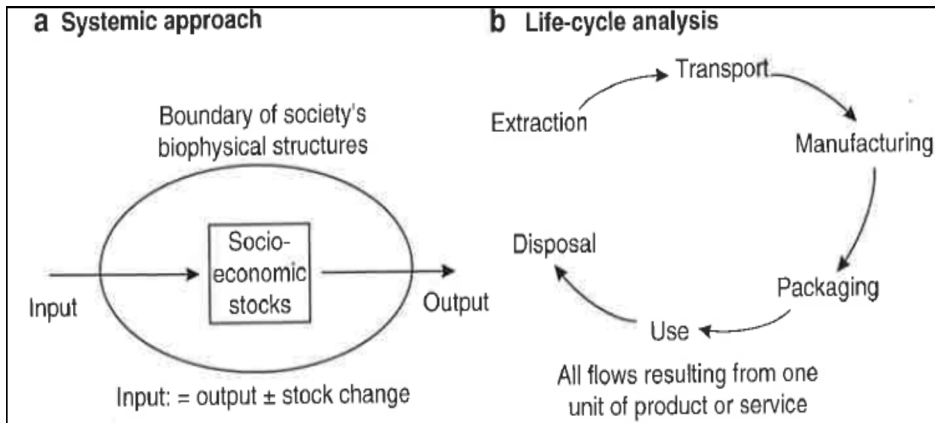 a Systemic approach
Boundary of society's
biophysical structures
Socio-
economic
stocks
Input
Output
Input: = output ± stock change
b Life-cycle analysis
Extraction
Transport
Manufacturing
Packaging
Use
Disposal
All flows resulting from one
unit of product or service